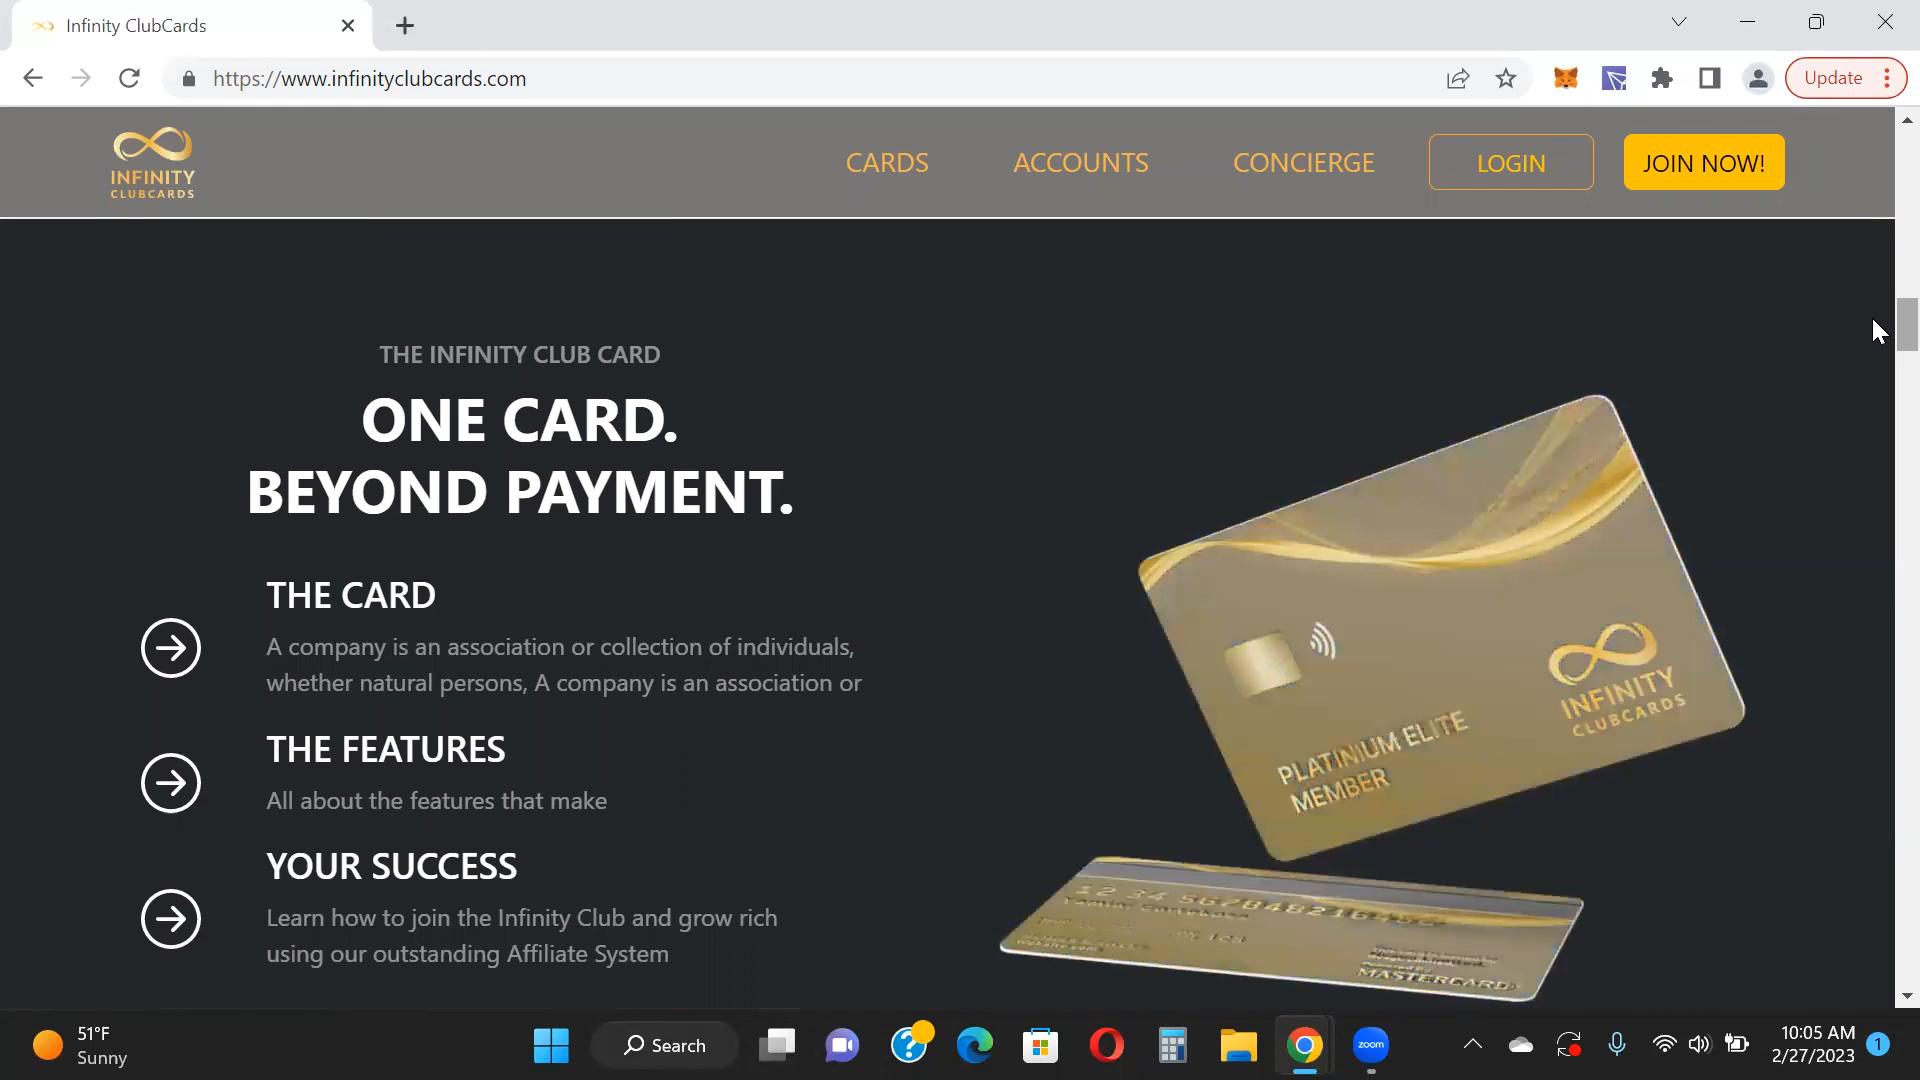 Infinity ClubCards
https://www.infinityclubcards.com
Update
INFINITY
CLUBCARDS
CARDS
ACCOUNTS
CONCIERGE
LOGIN
JOIN NOW!
THE INFINITY CLUB CARD
ONE CARD.
BEYOND PAYMENT.
THE CARD
A company is an association or collection of individuals,
whether natural persons, A company is an association or
THE FEATURES
All about the features that make
YOUR SUCCESS
Learn how to join the Infinity Club and grow rich
using our outstanding Affiliate System
INFINITY
CLUBCARDS
PLATINIUM ELITE
MEMBER
MASTERCARD
51°F
Sunny
Search
zoom
10:05 AM
2/27/2023
1